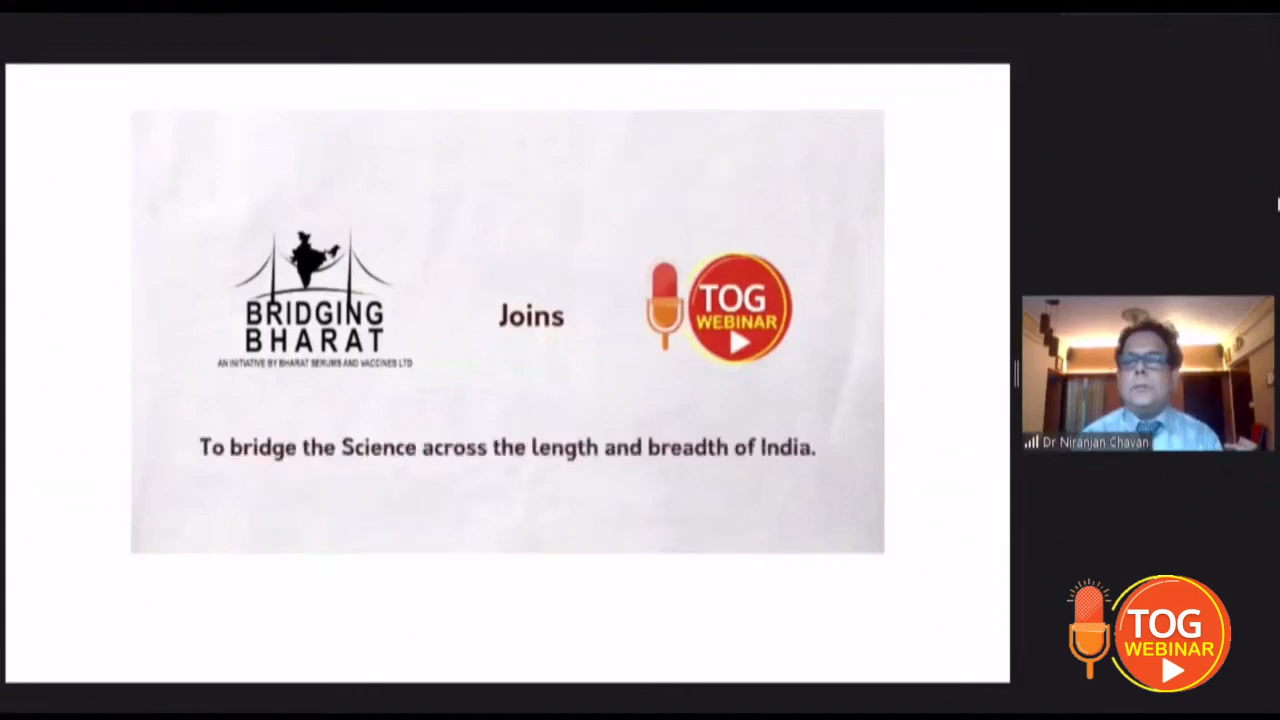 BRIDGING
BHARAT
AN INITIATIVE BY BHARAT SERUMS AND VACCINES LTD
Joins
TOG
WEBINAR
To bridge the Science across the length and breadth of India.
Dr Niranjan Chavan
TOG
WEBINAR